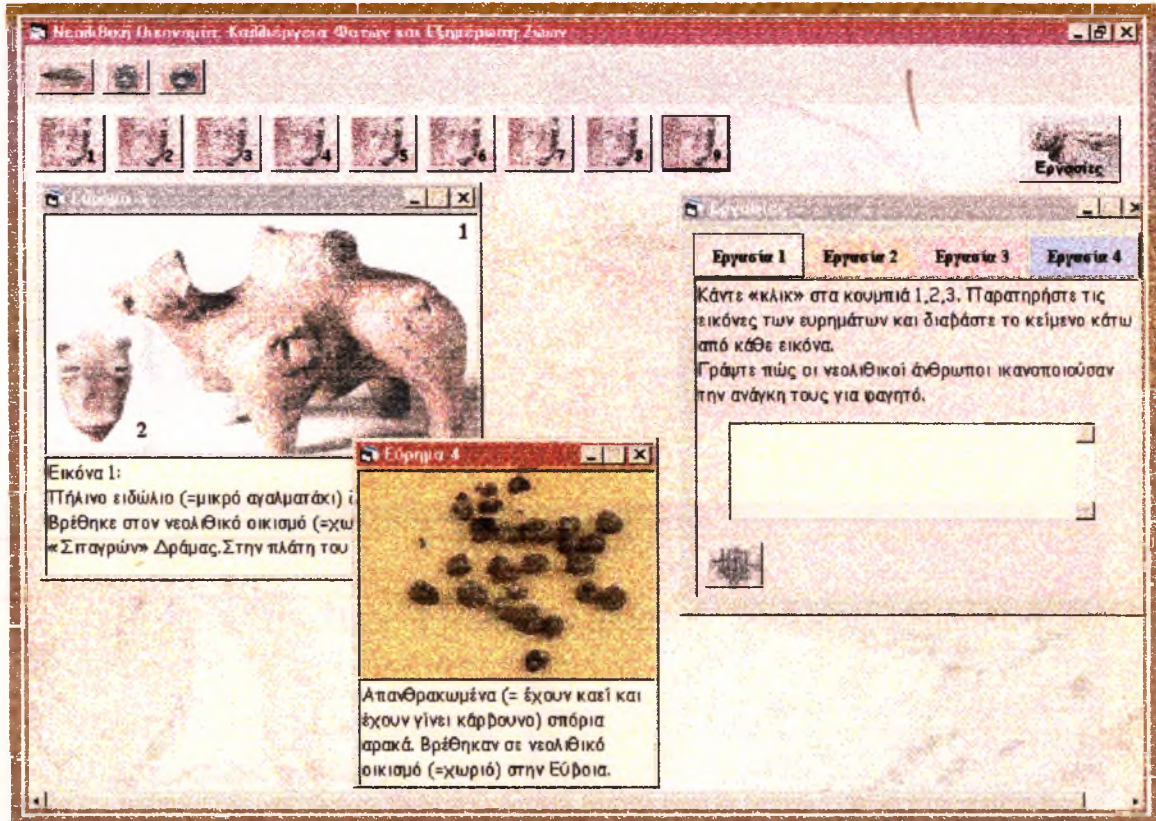 Νεολιθική Οικονομία: Καλλιέργεια Φυτών και Εξημέρωση Ζώων
1 2 3 4 5 6 7 8 9
Εργασίες
Εύρημα 3
1
2
Εικόνα 1:
Πήλινο ειδώλιο (=μικρό αγαλματάκι)
Βρέθηκε στον νεολιθικό οικισμό (=χω
«Σιταγρών» Δράμας.Στην πλάτη του
Εύρημα 4
Απανθρακωμένα (= έχουν καεί και
έχουν γίνει κάρβουνο) σπόρια
αρακά. Βρέθηκαν σε νεολιθικό
οικισμό (=χωριό) στην Εύβοια.
Εργασίες
Εργασία 1 Εργασία 2 Εργασία 3 Εργασία 4
Κάντε «κλικ» στα κουμπιά 1,2,3. Παρατηρήστε τις
εικόνες των ευρημάτων και διαβάστε το κείμενο κάτω
από κάθε εικόνα.
Γράψτε πώς οι νεολιθικοί άνθρωποι ικανοποιούσαν
την ανάγκη τους για φαγητό.